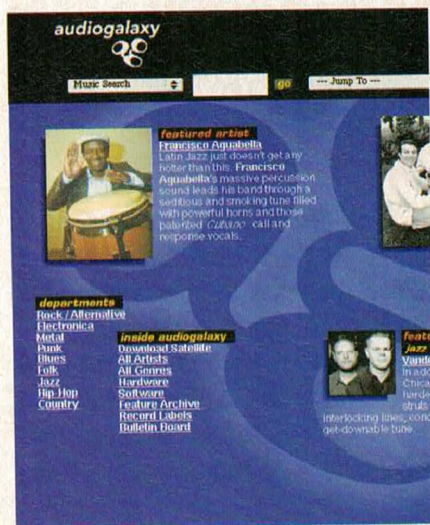 audiogalaxy
Music Search
go
--- Jump To ---
featured artist
Francisco Aguabella
Latin Jazz just doesn't get any
hotter than this. Francisco
Aguabella's massive percussion
sound leads his band through a
seditious and smoking tune filled
with powerful horns and those
patented Cubano call and
response vocals.
departments
Rock / Alternative
Electronica
Metal
Punk
Blues
Folk
Jazz
Hip Hop
Country
inside audiogalaxy
Download Satellite
All Artists
All Genres
Hardware
Software
Feature Archive
Record Labels
Bulletin Board
featu
jazz
Vande
In add
Chica
harde
struts
interlocking lines, conc
get-downable tune.